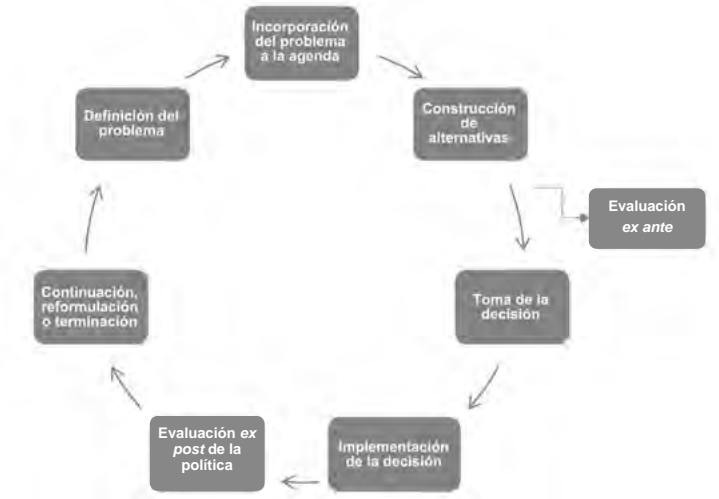 Incorporación
del problema
a la agenda
Definición del
problema
Construcción
de
alternativas
Evaluación
ex ante
Continuación,
reformulación
o terminación
Toma de la
decisión
Evaluación ex
post de la
política
Implementación
de la decisión